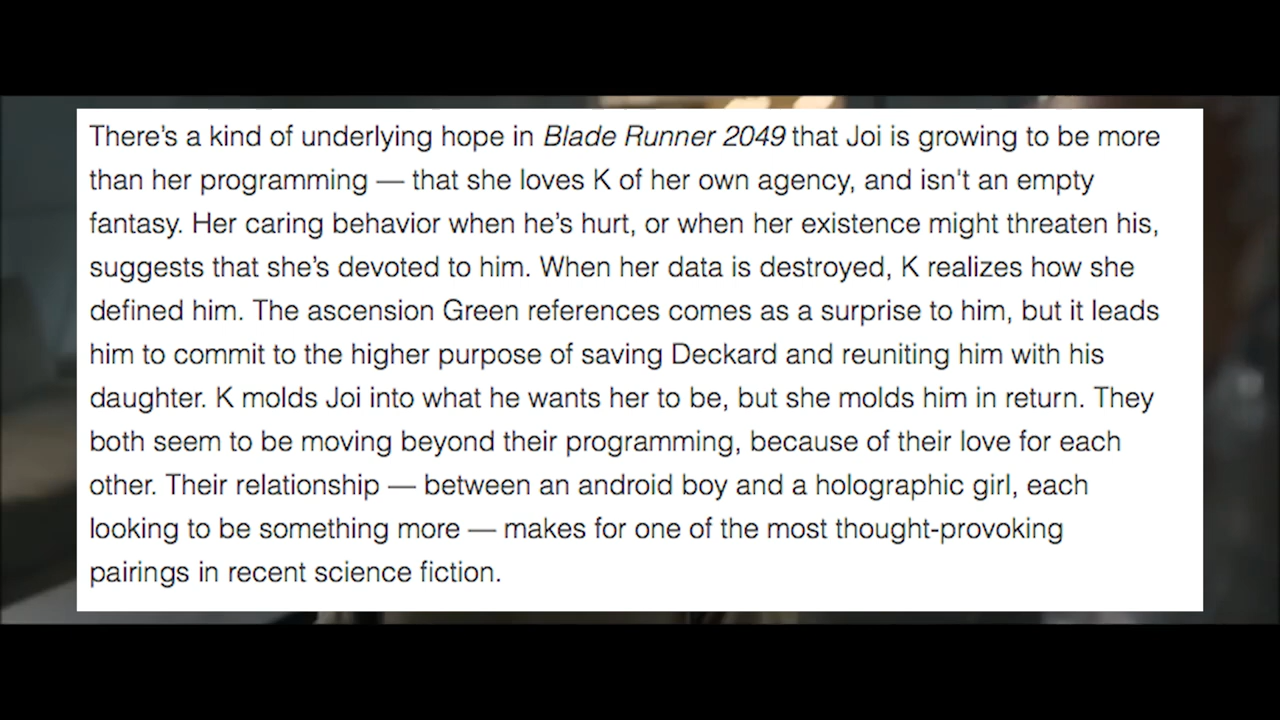 There's a kind of underlying hope in Blade Runner 2049 that Joi is growing to be more
than her programming — that she loves K of her own agency, and isn't an empty
fantasy. Her caring behavior when he's hurt, or when her existence might threaten his,
suggests that she's devoted to him. When her data is destroyed, K realizes how she
defined him. The ascension Green references comes as a surprise to him, but it leads
him to commit to the higher purpose of saving Deckard and reuniting him with his
daughter. K molds Joi into what he wants her to be, but she molds him in return. They
both seem to be moving beyond their programming, because of their love for each
other. Their relationship — between an android boy and a holographic girl, each
looking to be something more — makes for one of the most thought-provoking
pairings in recent science fiction.